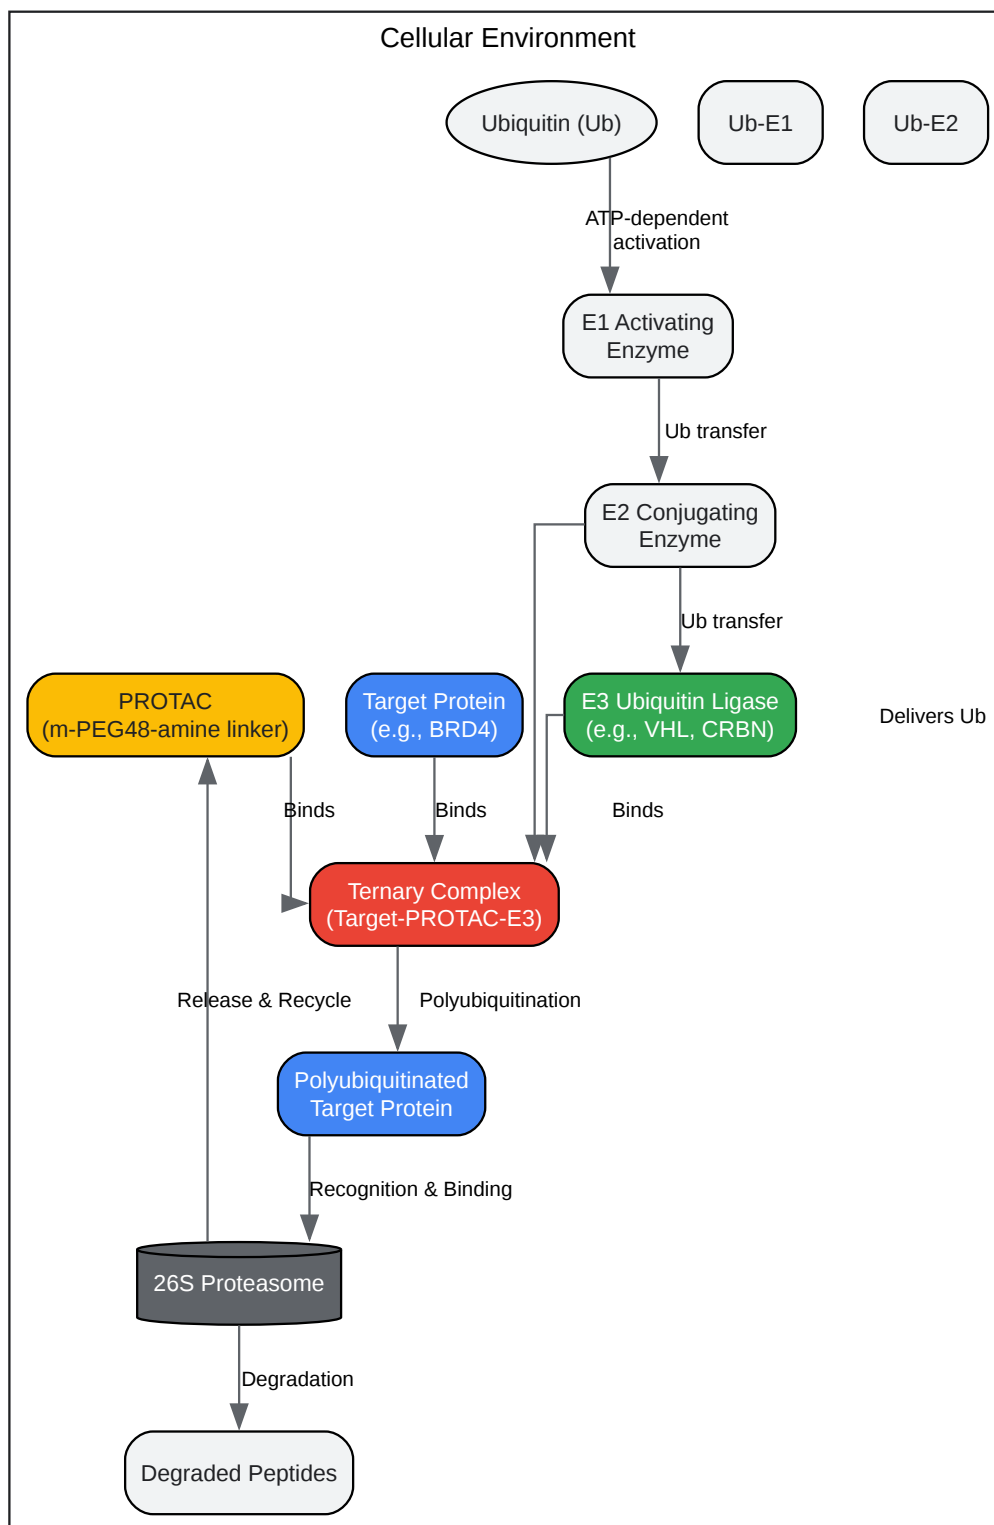 Cellular Environment
Ubiquitin (Ub)
Ub-E1
Ub-E2
ATP-dependent
activation
E1 Activating
Enzyme
Ub transfer
E2 Conjugating
Enzyme
Ub transfer
PROTAC
(m-PEG48-amine linker)
Target Protein
(e.g., BRD4)
E3 Ubiquitin Ligase
(e.g., VHL, CRBN)
Delivers Ub
Binds
Binds
Binds
Ternary Complex
(Target-PROTAC-E3)
Release & Recycle
Polyubiquitination
Polyubiquitinated
Target Protein
Recognition & Binding
26S Proteasome
Degradation
Degraded Peptides